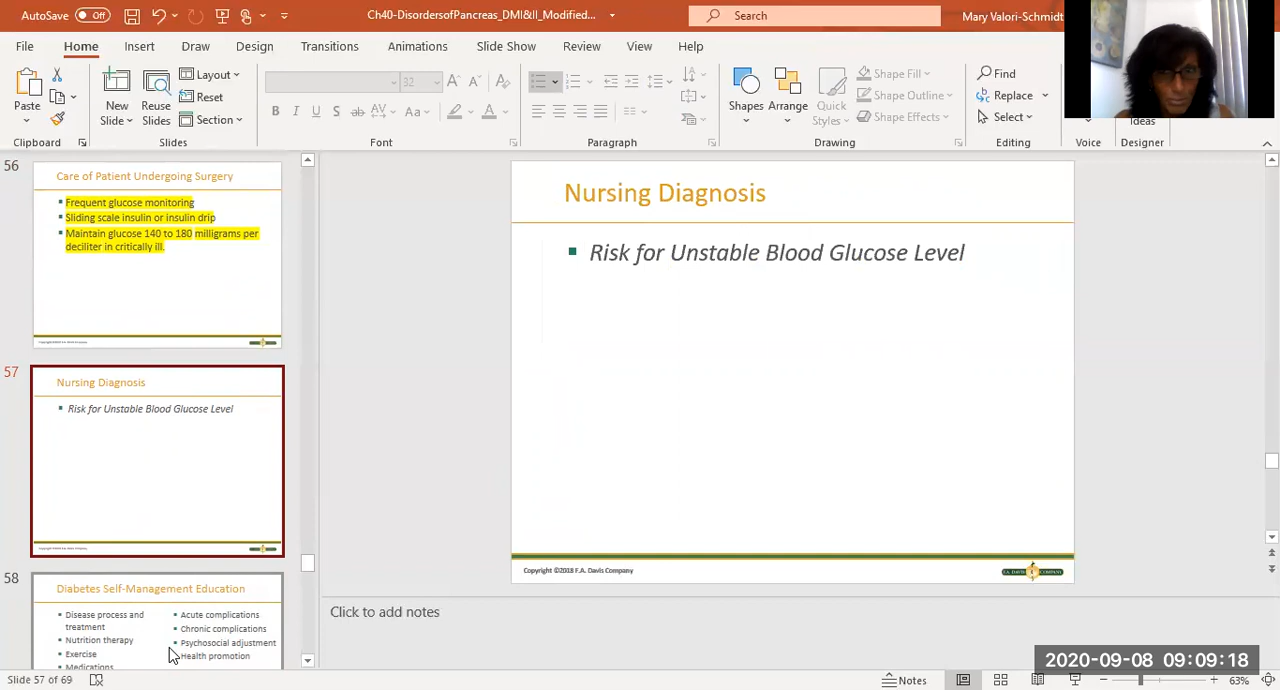 AutoSave Off Ch40-DisordersofPancreas_DMI&II_Modified... Search Mary Valori-Schmidt
File Home Insert Draw Design Transitions Animations Slide Show Review View Help
Paste
New
Slide
Reuse
Slides
Layout
Reset
Section
32
B I U S ab AV Aa A
Shapes
Arrange
Quick
Styles
Shape Fill
Shape Outline
Shape Effects
Find
Replace
Select
Ideas
Clipboard Slides Font Paragraph Drawing Editing Voice Designer
56
Care of Patient Undergoing Surgery
Frequent glucose monitoring
Sliding scale insulin or insulin drip
Maintain glucose 140 to 180 milligrams per
deciliter in critically ill.
57
Nursing Diagnosis
Risk for Unstable Blood Glucose Level
58
Diabetes Self-Management Education
Disease process and
treatment
Nutrition therapy
Exercise
Medications
Acute complications
Chronic complications
Psychosocial adjustment
Health promotion
Nursing Diagnosis
Risk for Unstable Blood Glucose Level
Copyright ©2018 F.A. Davis Company
F.A. DAVIS COMPANY
Click to add notes
2020-09-08 09:09:18
Slide 57 of 69 Notes 63%